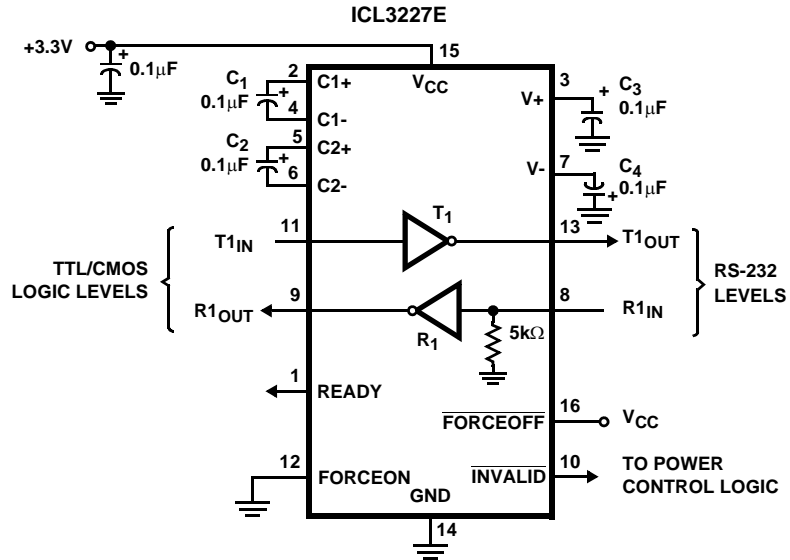 ICL3227E
+3.3V
+
0.1μF
15
VCC
2
C1+
C1
0.1μF
+
4
C1-
5
C2+
C2
0.1μF
+
6
C2-
3
V+
+
C3
0.1μF
7
V-
C4
0.1μF
+
T1
T1IN
11
13
T1OUT
TTL/CMOS
LOGIC LEVELS
RS-232
LEVELS
R1OUT
9
R1
5kΩ
8
R1IN
1
READY
16
FORCEOFF
VCC
12
FORCEON
10
INVALID
TO POWER
CONTROL LOGIC
GND
14